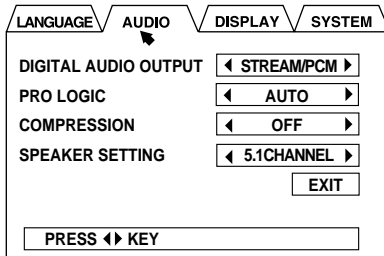 LANGUAGE AUDIO DISPLAY SYSTEM
DIGITAL AUDIO OUTPUT ◀ STREAM/PCM ▶
PRO LOGIC ◀ AUTO ▶
COMPRESSION ◀ OFF ▶
SPEAKER SETTING ◀ 5.1CHANNEL ▶
EXIT
PRESS ◀▶ KEY